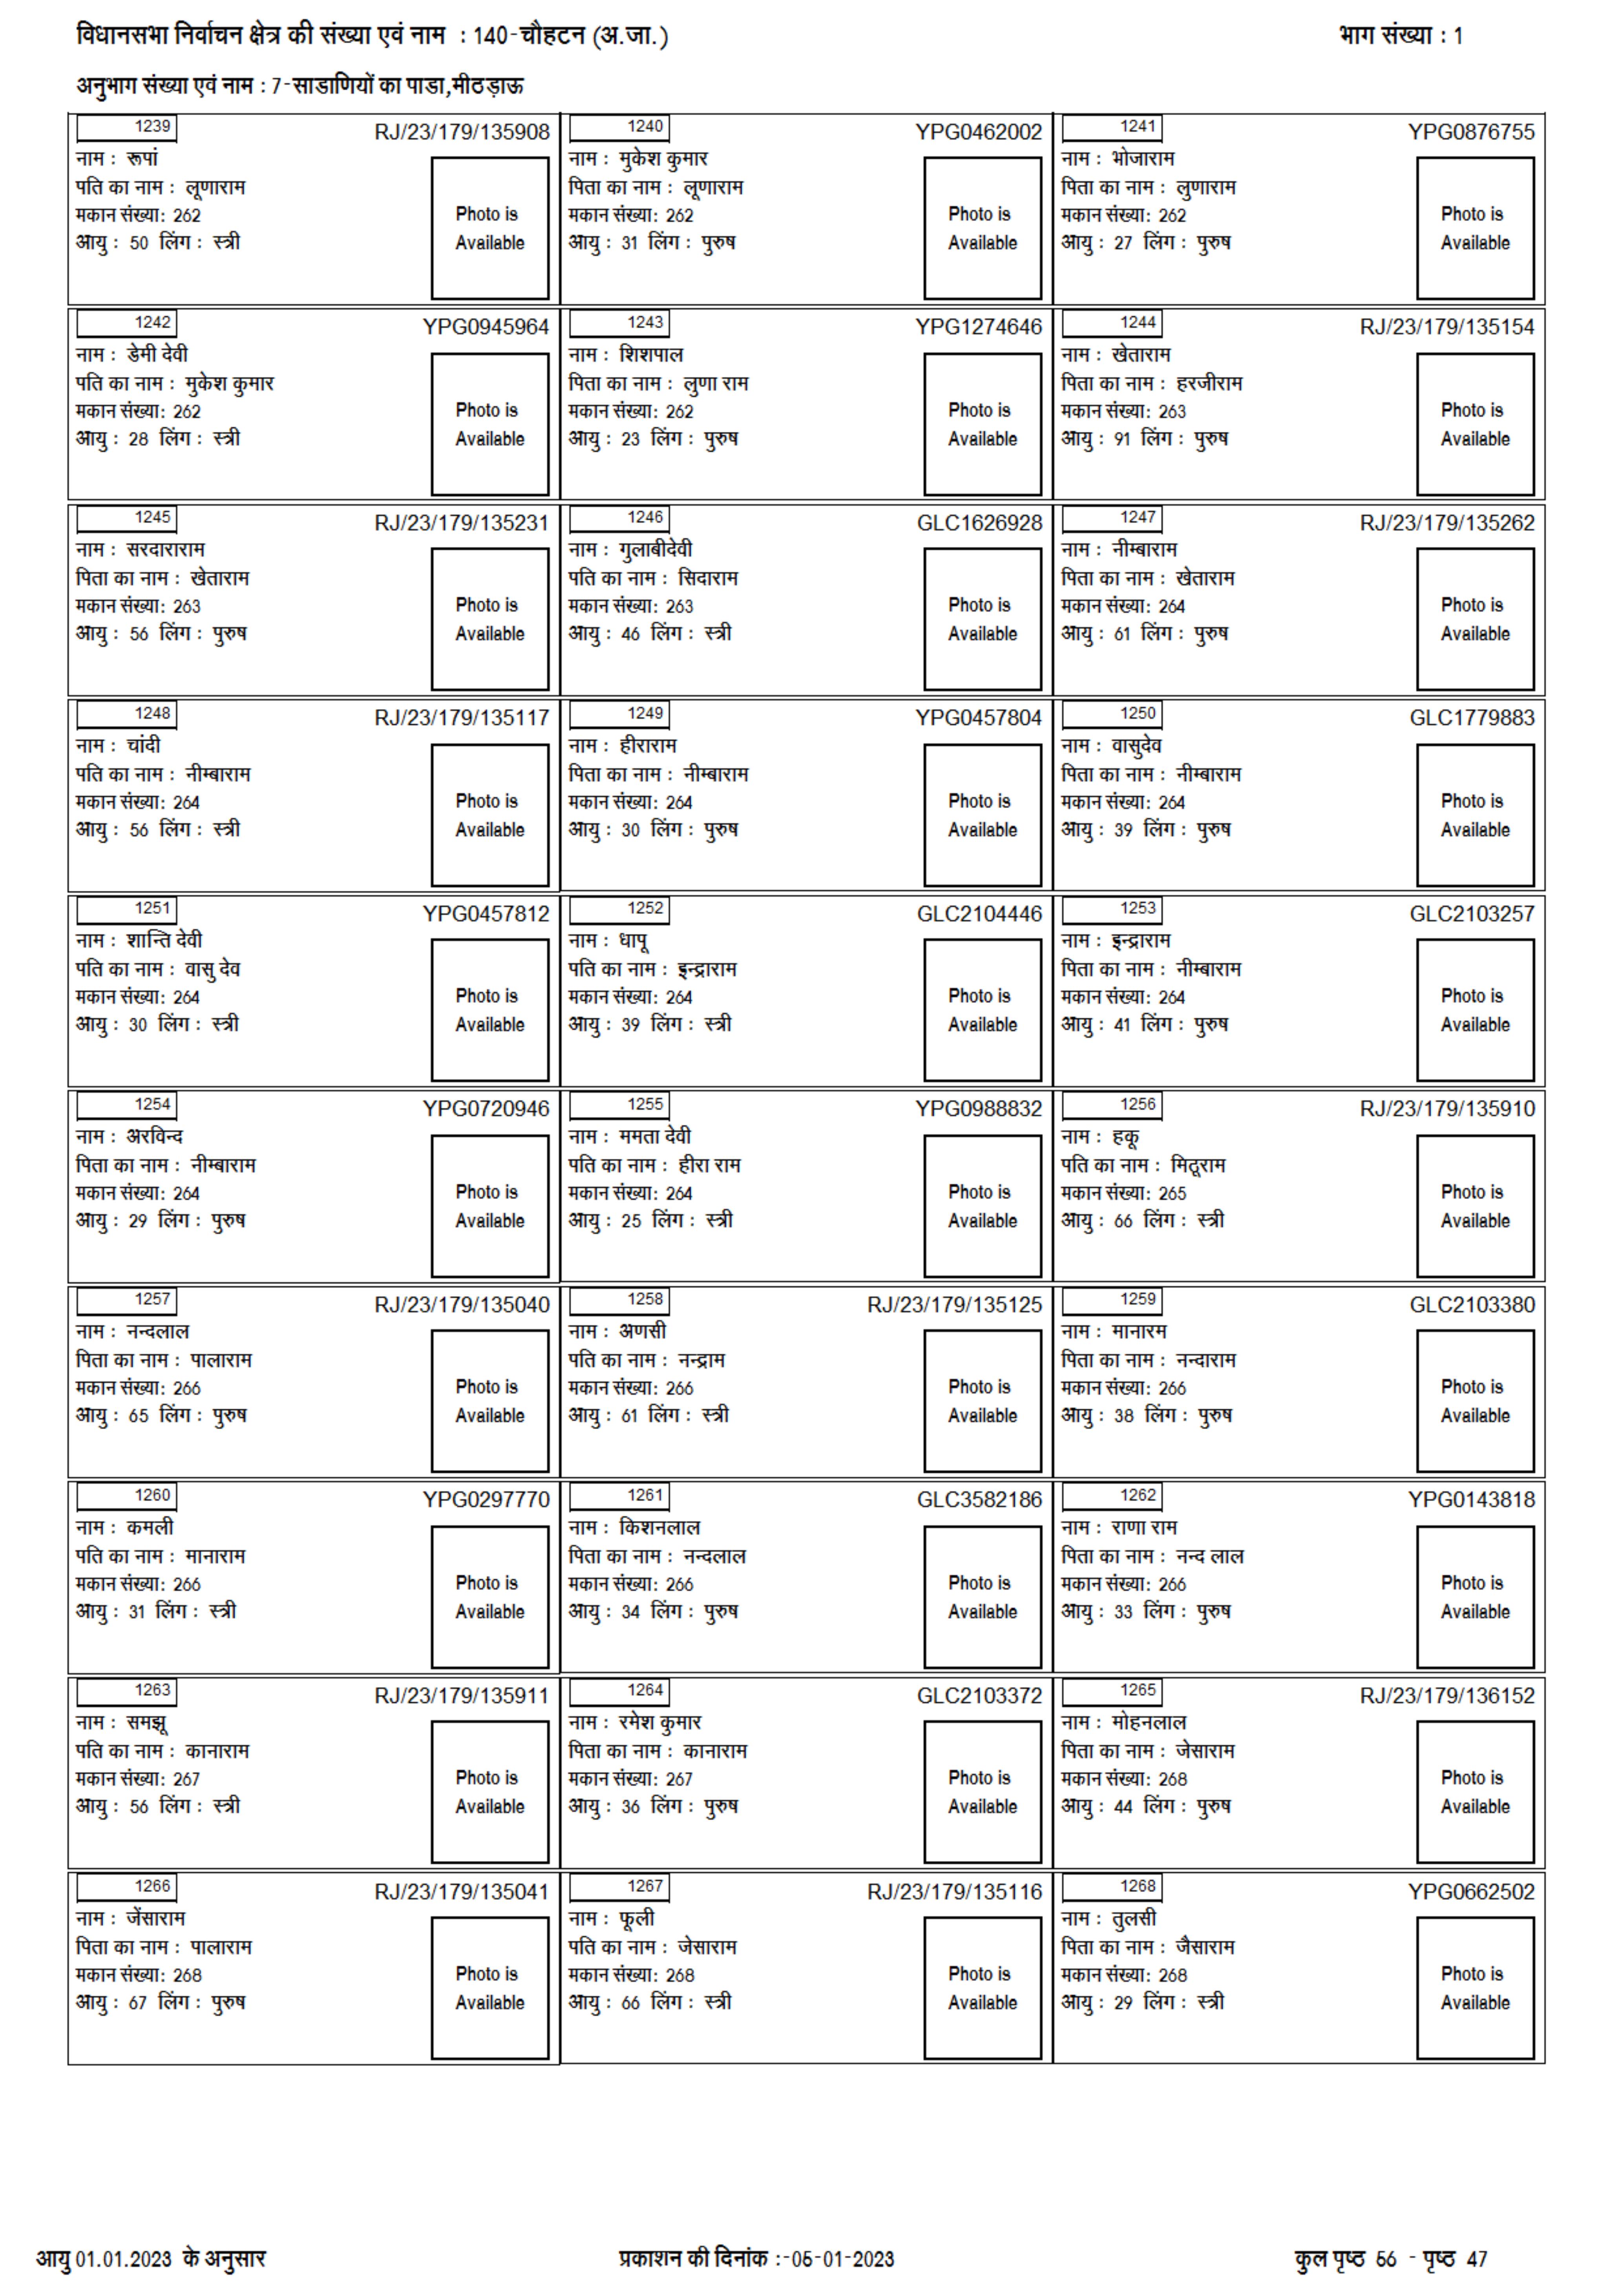 विधानसभा निर्वाचन क्षेत्र की संख्या एवं नाम : 140-चौहटन (अ.जा.) भाग संख्या : 1
अनुभाग संख्या एवं नाम : 7-साडाणियों का पाडा,मीठड़ाऊ
1239 RJ/23/179/135908
नाम : रूपां
पति का नाम : लूणाराम
मकान संख्या: 262
आयु : 50 लिंग : स्त्री
Photo is
Available
1240 YPG0462002
नाम : मुकेश कुमार
पिता का नाम : लूणाराम
मकान संख्या: 262
आयु : 31 लिंग : पुरुष
Photo is
Available
1241 YPG0876755
नाम : भोजाराम
पिता का नाम : लुणाराम
मकान संख्या: 262
आयु : 27 लिंग : पुरुष
Photo is
Available
1242 YPG0945964
नाम : डेमी देवी
पति का नाम : मुकेश कुमार
मकान संख्या: 262
आयु : 28 लिंग : स्त्री
Photo is
Available
1243 YPG1274646
नाम : शिशपाल
पिता का नाम : लुणा राम
मकान संख्या: 262
आयु : 23 लिंग : पुरुष
Photo is
Available
1244 RJ/23/179/135154
नाम : खेताराम
पिता का नाम : हरजीराम
मकान संख्या: 263
आयु : 91 लिंग : पुरुष
Photo is
Available
1245 RJ/23/179/135231
नाम : सरदाराराम
पिता का नाम : खेताराम
मकान संख्या: 263
आयु : 56 लिंग : पुरुष
Photo is
Available
1246 GLC1626928
नाम : गुलाबीदेवी
पति का नाम : सिदाराम
मकान संख्या: 263
आयु : 46 लिंग : स्त्री
Photo is
Available
1247 RJ/23/179/135262
नाम : नीम्बाराम
पिता का नाम : खेताराम
मकान संख्या: 264
आयु : 61 लिंग : पुरुष
Photo is
Available
1248 RJ/23/179/135117
नाम : चांदी
पति का नाम : नीम्बाराम
मकान संख्या: 264
आयु : 56 लिंग : स्त्री
Photo is
Available
1249 YPG0457804
नाम : हीराराम
पिता का नाम : नीम्बाराम
मकान संख्या: 264
आयु : 30 लिंग : पुरुष
Photo is
Available
1250 GLC1779883
नाम : वासुदेव
पिता का नाम : नीम्बाराम
मकान संख्या: 264
आयु : 39 लिंग : पुरुष
Photo is
Available
1251 YPG0457812
नाम : शान्ति देवी
पति का नाम : वासु देव
मकान संख्या: 264
आयु : 30 लिंग : स्त्री
Photo is
Available
1252 GLC2104446
नाम : धापू
पति का नाम : इन्द्राराम
मकान संख्या: 264
आयु : 39 लिंग : स्त्री
Photo is
Available
1253 GLC2103257
नाम : इन्द्राराम
पिता का नाम : नीम्बाराम
मकान संख्या: 264
आयु : 41 लिंग : पुरुष
Photo is
Available
1254 YPG0720946
नाम : अरविन्द
पिता का नाम : नीम्बाराम
मकान संख्या: 264
आयु : 29 लिंग : पुरुष
Photo is
Available
1255 YPG0988832
नाम : ममता देवी
पति का नाम : हीरा राम
मकान संख्या: 264
आयु : 25 लिंग : स्त्री
Photo is
Available
1256 RJ/23/179/135910
नाम : हकू
पति का नाम : मिठूराम
मकान संख्या: 265
आयु : 66 लिंग : स्त्री
Photo is
Available
1257 RJ/23/179/135040
नाम : नन्दलाल
पिता का नाम : पालाराम
मकान संख्या: 266
आयु : 65 लिंग : पुरुष
Photo is
Available
1258 RJ/23/179/135125
नाम : अणसी
पति का नाम : नन्द्राम
मकान संख्या: 266
आयु : 61 लिंग : स्त्री
Photo is
Available
1259 GLC2103380
नाम : मानारम
पिता का नाम : नन्दाराम
मकान संख्या: 266
आयु : 38 लिंग : पुरुष
Photo is
Available
1260 YPG0297770
नाम : कमली
पति का नाम : मानाराम
मकान संख्या: 266
आयु : 31 लिंग : स्त्री
Photo is
Available
1261 GLC3582186
नाम : किशनलाल
पिता का नाम : नन्दलाल
मकान संख्या: 266
आयु : 34 लिंग : पुरुष
Photo is
Available
1262 YPG0143818
नाम : राणा राम
पिता का नाम : नन्द लाल
मकान संख्या: 266
आयु : 33 लिंग : पुरुष
Photo is
Available
1263 RJ/23/179/135911
नाम : समझू
पति का नाम : कानाराम
मकान संख्या: 267
आयु : 56 लिंग : स्त्री
Photo is
Available
1264 GLC2103372
नाम : रमेश कुमार
पिता का नाम : कानाराम
मकान संख्या: 267
आयु : 36 लिंग : पुरुष
Photo is
Available
1265 RJ/23/179/136152
नाम : मोहनलाल
पिता का नाम : जेसाराम
मकान संख्या: 268
आयु : 44 लिंग : पुरुष
Photo is
Available
1266 RJ/23/179/135041
नाम : जेंसाराम
पिता का नाम : पालाराम
मकान संख्या: 268
आयु : 67 लिंग : पुरुष
Photo is
Available
1267 RJ/23/179/135116
नाम : फूली
पति का नाम : जेसाराम
मकान संख्या: 268
आयु : 66 लिंग : स्त्री
Photo is
Available
1268 YPG0662502
नाम : तुलसी
पिता का नाम : जैसाराम
मकान संख्या: 268
आयु : 29 लिंग : स्त्री
Photo is
Available
आयु 01.01.2023 के अनुसार प्रकाशन की दिनांक :-05-01-2023 कुल पृष्ठ 56 - पृष्ठ 47